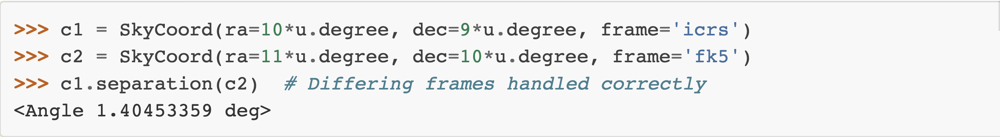 >>> c1 = SkyCoord(ra=10*u.degree, dec=9*u.degree, frame='icrs')
>>> c2 = SkyCoord(ra=11*u.degree, dec=10*u.degree, frame='fk5')
>>> c1.separation(c2)  # Differing frames handled correctly
<Angle 1.40453359 deg>